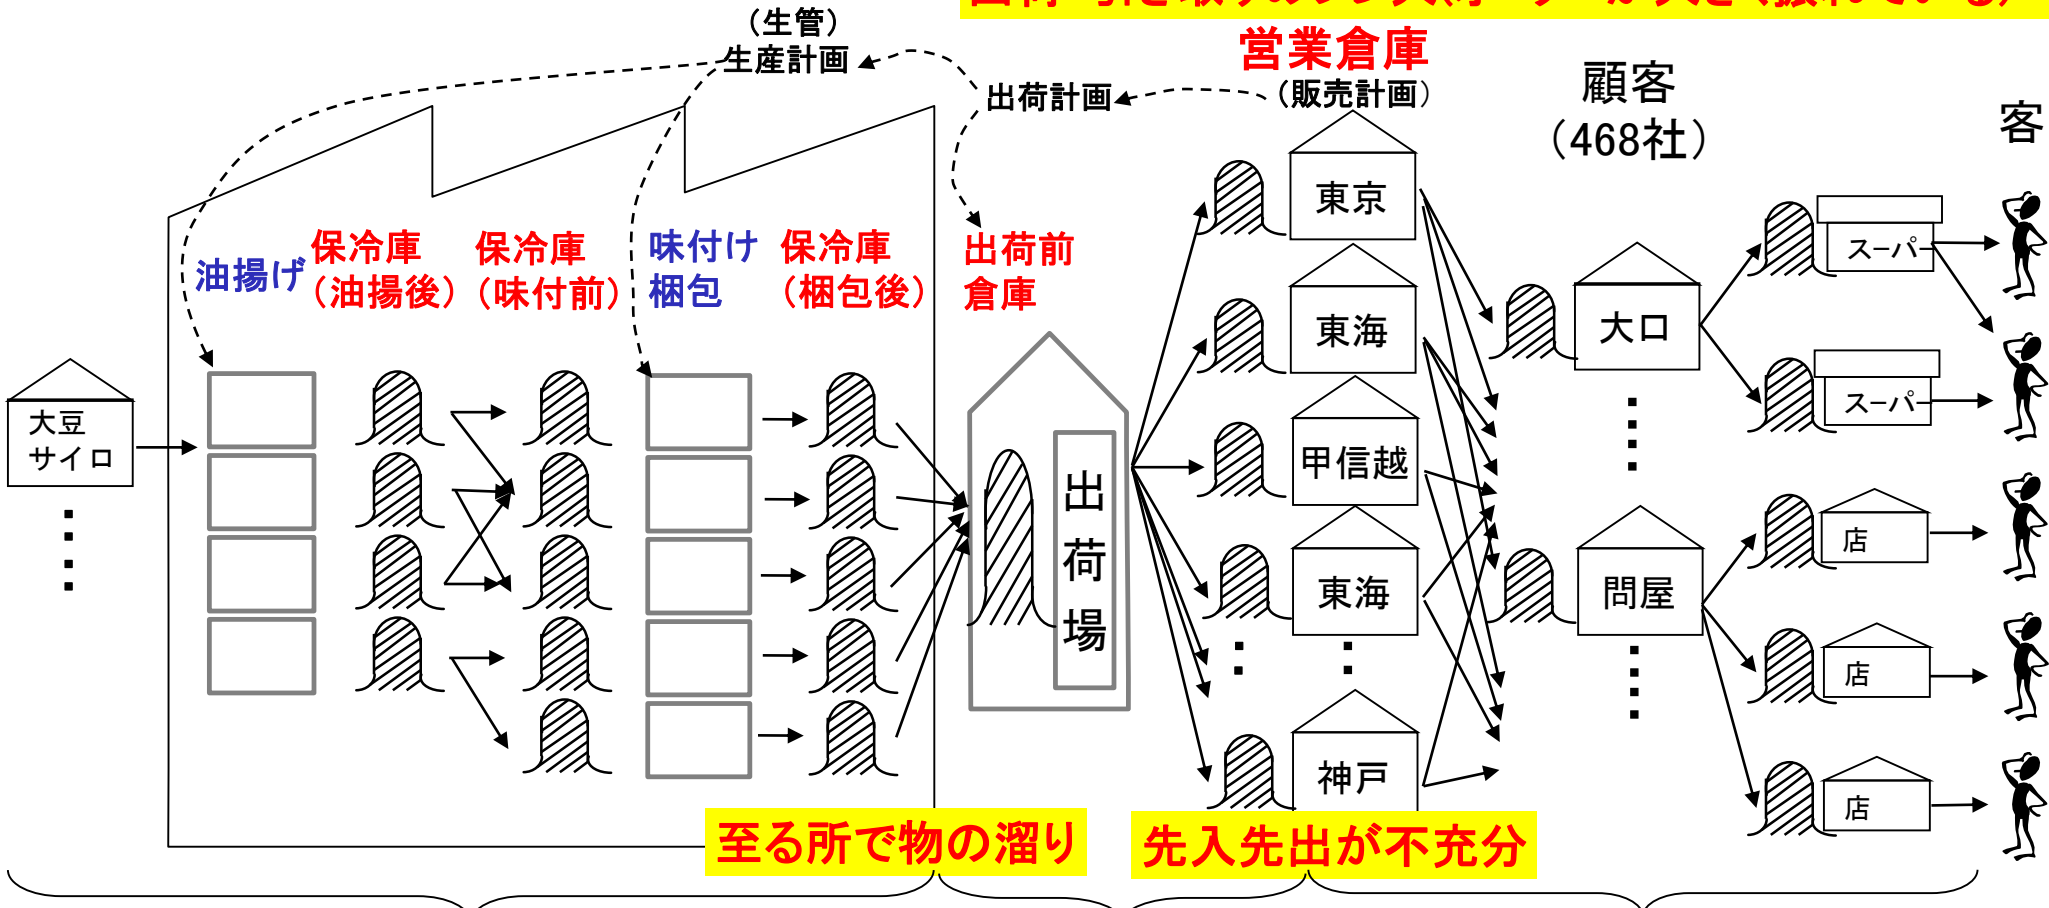 (生管)
生産計画
出荷計画
営業倉庫
(販売計画)
顧客
(468社)
客
油揚げ
保冷庫
(油揚後)
保冷庫
(味付前)
味付け
梱包
保冷庫
(梱包後)
出荷前
倉庫
大豆
サイロ
出荷場
東京
東海
甲信越
東海
神戸
大口
問屋
スーパー
スーパー
店
店
店
至る所で物の溜り
先入先出が不充分